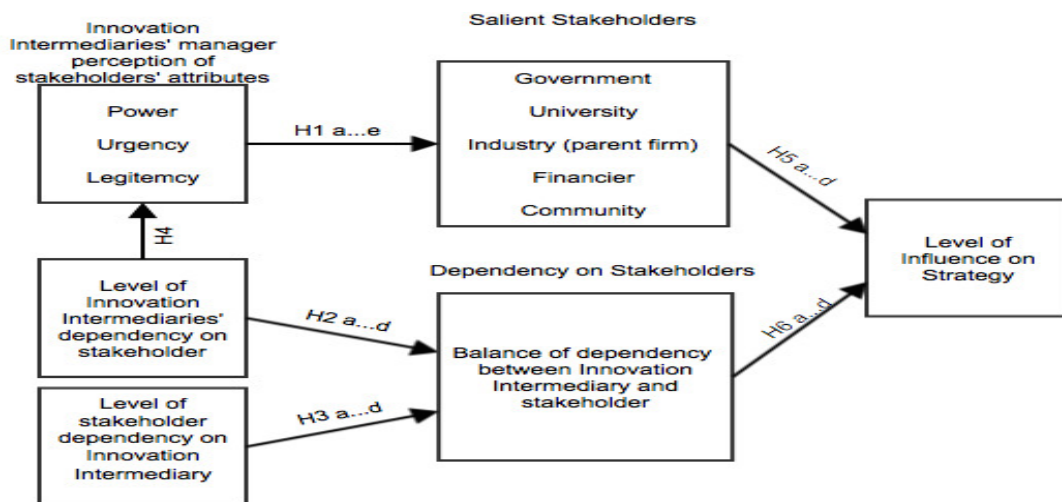 Innovation
Intermediaries' manager
perception of
stakeholders' attributes
Power
Urgency
Legitemcy
H1 a...e
Salient Stakeholders
Government
University
Industry (parent firm)
Financier
Community
H5 a...d
H4
Level of
Innovation
Intermediaries'
dependency on
stakeholder
H2 a...d
Level of
stakeholder
dependency on
Innovation
Intermediary
H3 a...d
Dependency on Stakeholders
Balance of dependency
between Innovation
Intermediary and
stakeholder
H6 a...d
Level of
Influence on
Strategy